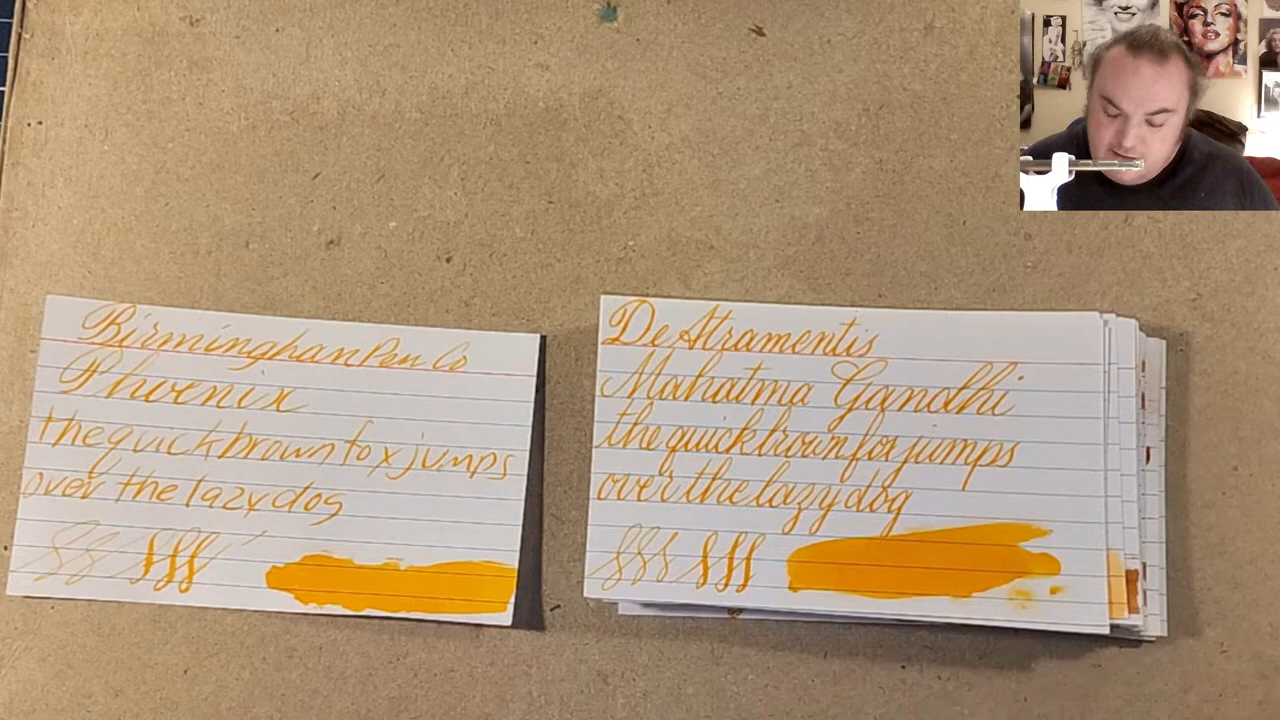 Birmingham Pen Co
Phoenix
the quick brown fox jumps
over the lazy dog
De Atramentis
Mahatma Gandhi
the quick brown fox jumps
over the lazy dog